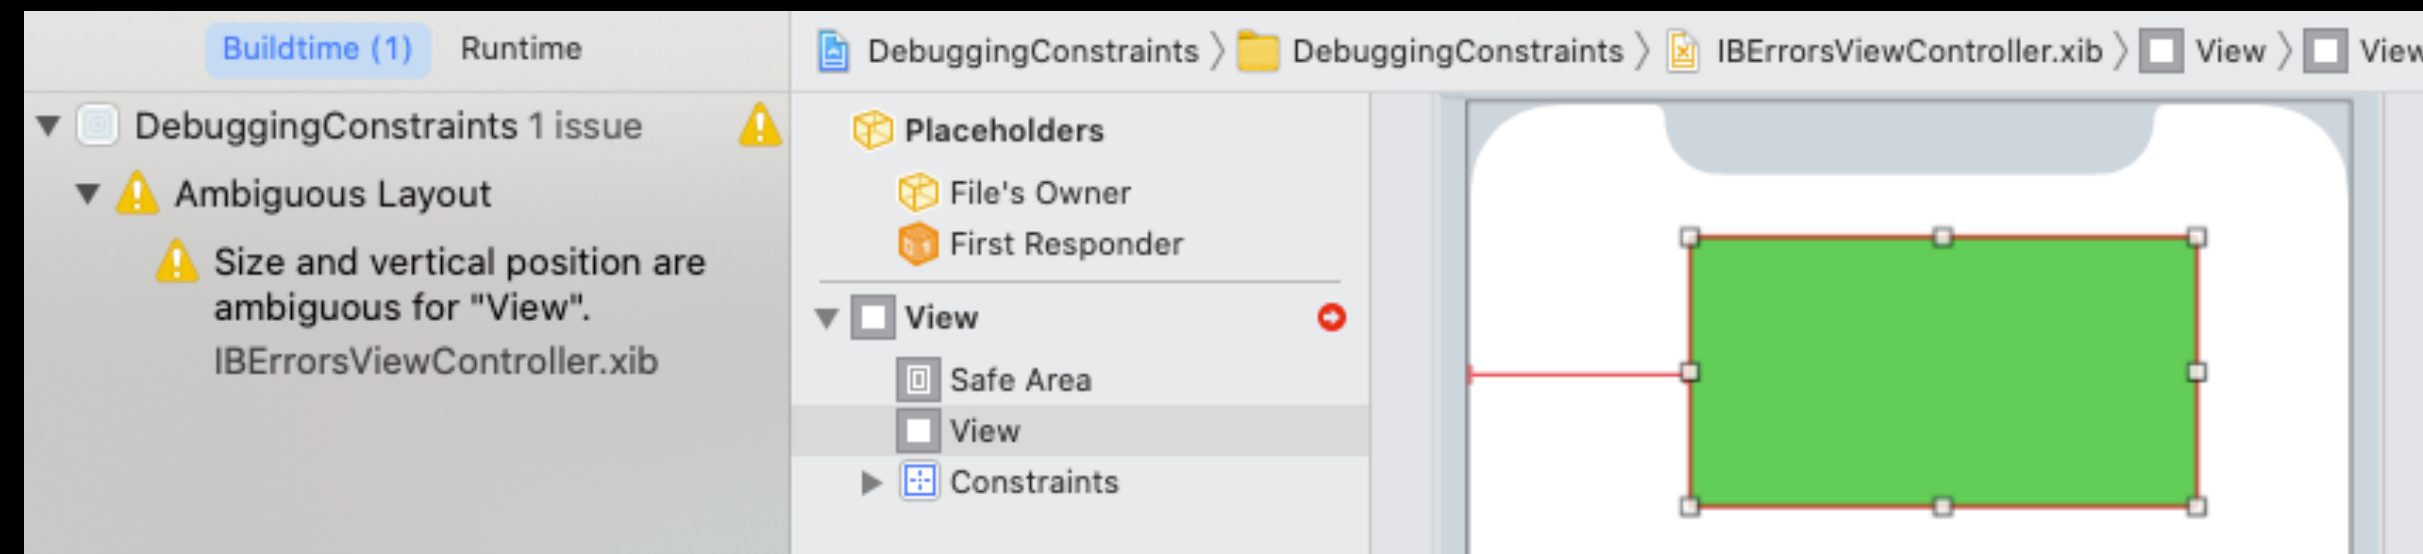 Buildtime (1) Runtime
DebuggingConstraints 1 issue
Ambiguous Layout
Size and vertical position are
ambiguous for "View".
IBErrorsViewController.xib
DebuggingConstraints 〉 DebuggingConstraints 〉 IBErrorsViewController.xib 〉 View 〉 View
Placeholders
File's Owner
First Responder
View
Safe Area
View
Constraints